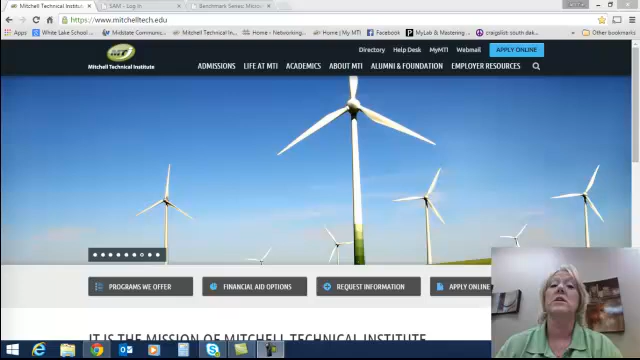 Mitchell Technical Institu
SAM - Log in
Benchmark Series: Micros
https://www.mitchelltech.edu
Apps
White Lake School
Midstate Communic
Mitchell Technical In
Home - Networking
Home | My MTI
Facebook
MyLab & Mastering
craigslist south dak
Other bookmarks
MTI
Mitchell Technical Institute
Directory
Help Desk
MyMTI
Webmail
APPLY ONLINE
ADMISSIONS
LIFE AT MTI
ACADEMICS
ABOUT MTI
ALUMNI & FOUNDATION
EMPLOYER RESOURCES
PROGRAMS WE OFFER
FINANCIAL AID OPTIONS
REQUEST INFORMATION
APPLY ONLINE
IT IS THE MISSION OF MITCHELL TECHNICAL INSTITUTE